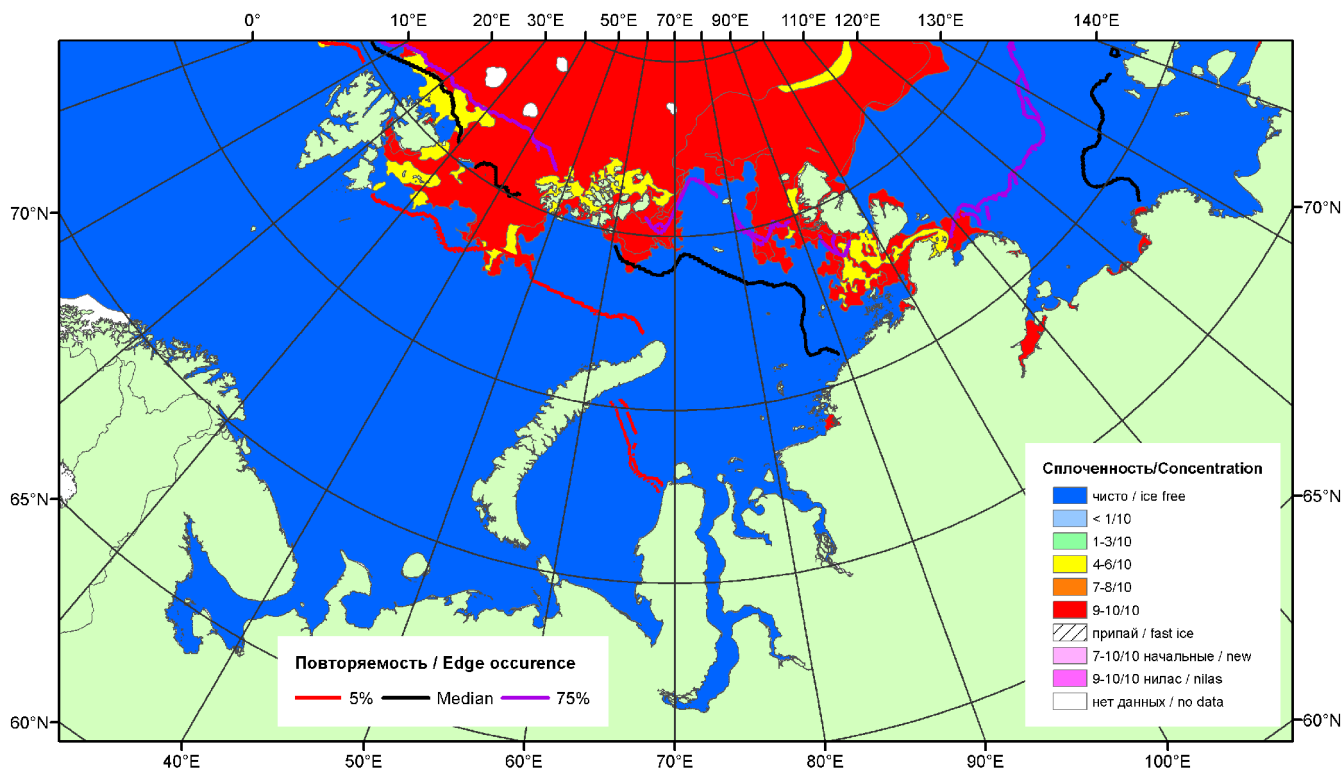 0° 10°E 20°E 30°E 50°E 70°E 90°E 110°E 120°E 130°E 140°E
70°N 70°N
65°N 65°N
60°N 60°N
Сплоченность/Concentration
чисто / ice free
< 1/10
1-3/10
4-6/10
7-8/10
9-10/10
припай / fast ice
7-10/10 начальные / new
9-10/10 нилас / nilas
нет данных / no data
Повторяемость / Edge occurence
5% Median 75%
40°E 50°E 60°E 70°E 80°E 90°E 100°E